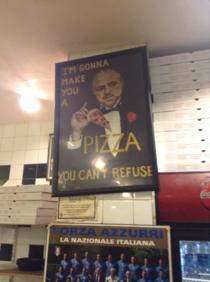 I'M GONNA
MAKE YOU
A
PIZZA
YOU CAN'T REFUSE
FORZA AZZURRI
LA NAZIONALE ITALIANA